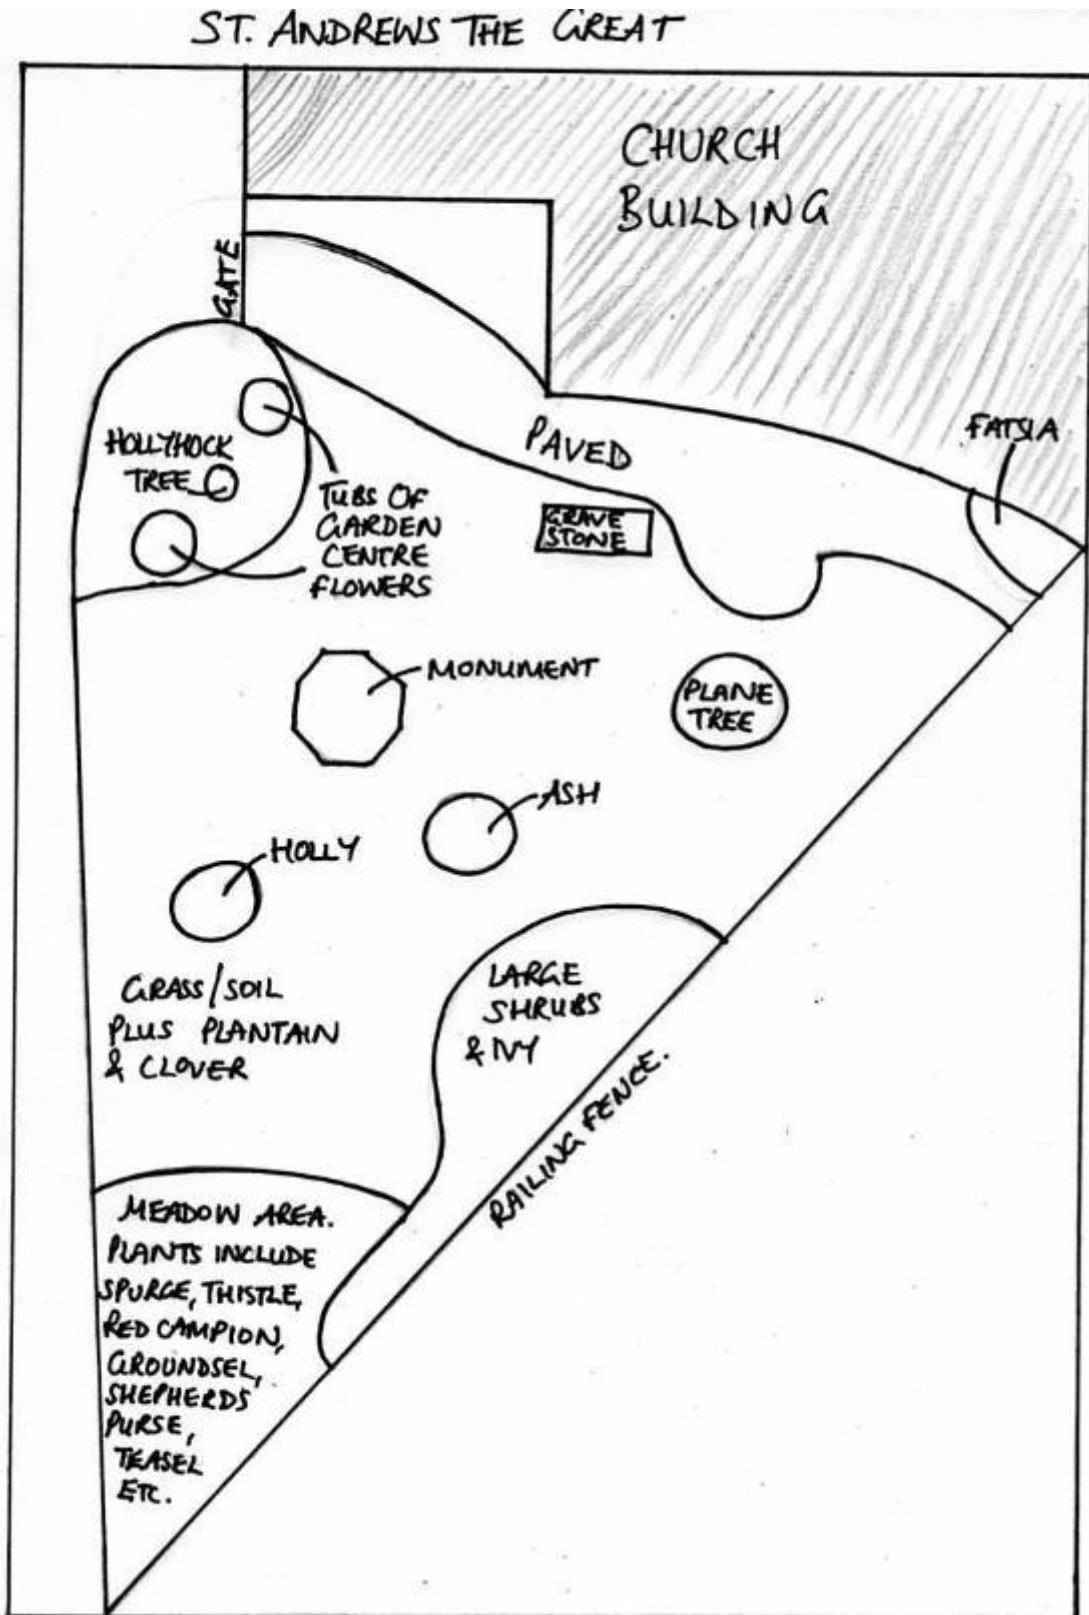 ST. ANDREWS THE GREAT
CHURCH
BUILDING
GATE
HOLLYHOCK
TREE
TUBS OF
GARDEN
CENTRE
FLOWERS
PAVED
FATSIA
GRAVE
STONE
MONUMENT
PLANE
TREE
ASH
HOLLY
GRASS/SOIL
PLUS PLANTAIN
& CLOVER
LARGE
SHRUBS
& IVY
RAILING FENCE.
MEADOW AREA.
PLANTS INCLUDE
SPURGE, THISTLE,
RED CAMPION,
GROUNDSEL,
SHEPHERDS
PURSE,
TEASEL
ETC.